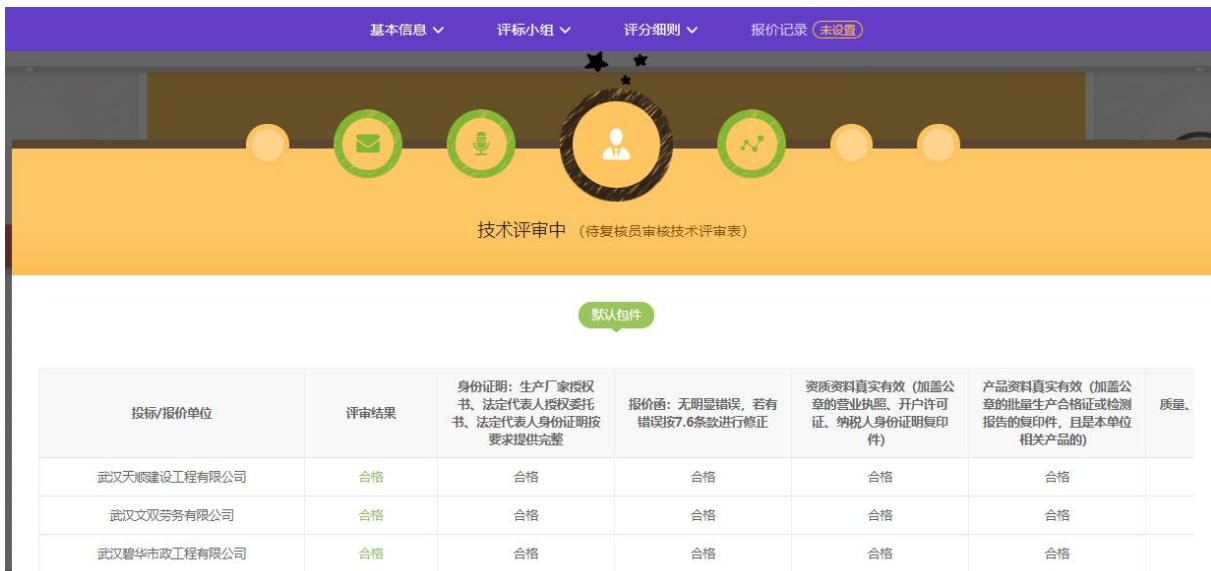 基本信息 评标小组 评分细则 报价记录 未设置
技术评审中 (待复核员审核技术评审表)
默认包件
投标/报价单位
评审结果
身份证明：生产厂家授权
书、法定代表人授权委托
书、法定代表人身份证明按
要求提供完整
报价函：无明显错误，若有
错误按7.6条款进行修正
资质资料真实有效（加盖公
章的营业执照、开户许可
证、纳税人身份证明复印
件）
产品资料真实有效（加盖公
章的批量生产合格证或检测
报告的复印件，且是本单位
相关产品的）
质量、
武汉天顺建设工程有限公司 合格 合格 合格 合格 合格
武汉文双劳务有限公司 合格 合格 合格 合格 合格
武汉碧华市政工程有限公司 合格 合格 合格 合格 合格